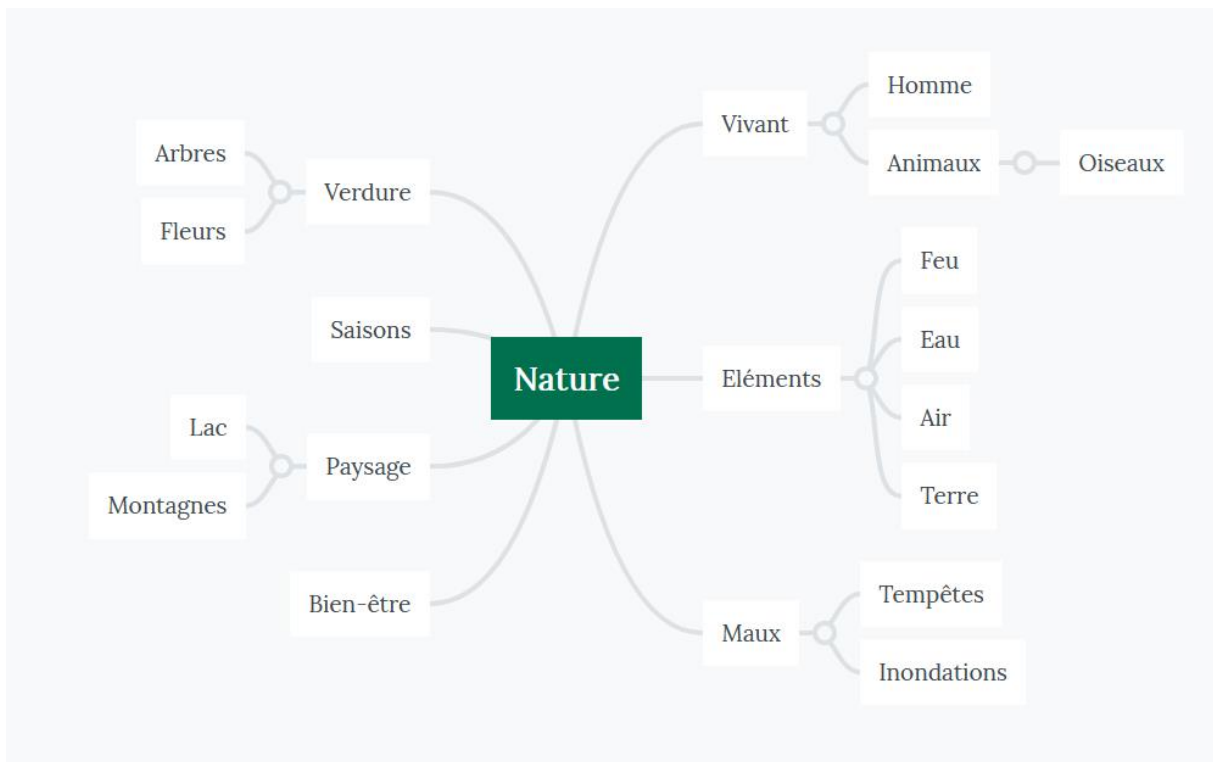 Nature
Verdure
Arbres
Fleurs
Saisons
Paysage
Lac
Montagnes
Bien-être
Vivant
Homme
Animaux
Oiseaux
Eléments
Feu
Eau
Air
Terre
Maux
Tempêtes
Inondations